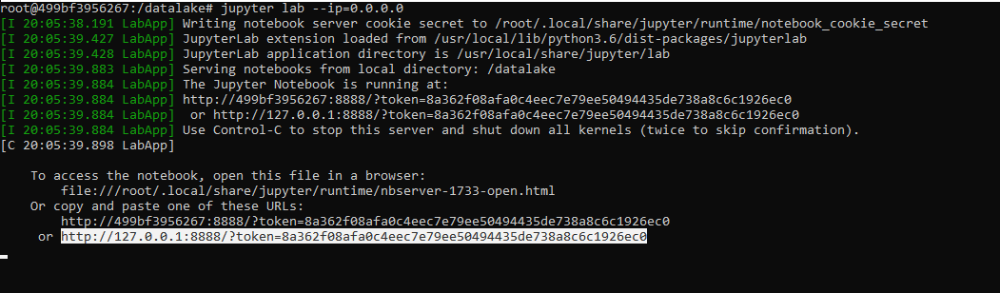 root@499bf3956267:/datalake# jupyter lab --ip=0.0.0.0
[I 20:05:38.191 LabApp] Writing notebook server cookie secret to /root/.local/share/jupyter/runtime/notebook_cookie_secret
[I 20:05:39.427 LabApp] JupyterLab extension loaded from /usr/local/lib/python3.6/dist-packages/jupyterlab
[I 20:05:39.428 LabApp] JupyterLab application directory is /usr/local/share/jupyter/lab
[I 20:05:39.883 LabApp] Serving notebooks from local directory: /datalake
[I 20:05:39.884 LabApp] The Jupyter Notebook is running at:
[I 20:05:39.884 LabApp] http://499bf3956267:8888/?token=8a362f08afa0c4eec7e79ee50494435de738a8c6c1926ec0
[I 20:05:39.884 LabApp]  or http://127.0.0.1:8888/?token=8a362f08afa0c4eec7e79ee50494435de738a8c6c1926ec0
[I 20:05:39.884 LabApp] Use Control-C to stop this server and shut down all kernels (twice to skip confirmation).
[C 20:05:39.898 LabApp]
To access the notebook, open this file in a browser:
file:///root/.local/share/jupyter/runtime/nbserver-1733-open.html
Or copy and paste one of these URLs:
http://499bf3956267:8888/?token=8a362f08afa0c4eec7e79ee50494435de738a8c6c1926ec0
or http://127.0.0.1:8888/?token=8a362f08afa0c4eec7e79ee50494435de738a8c6c1926ec0